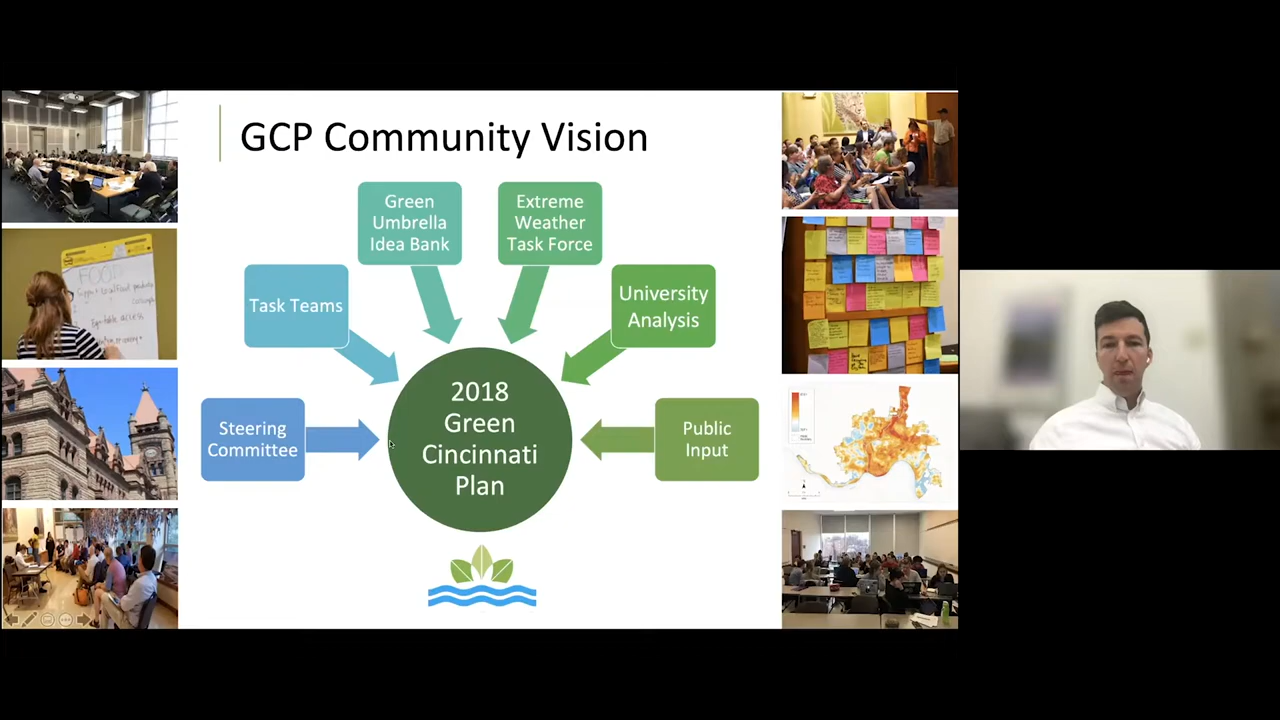 GCP Community Vision
Green
Umbrella
Idea Bank
Extreme
Weather
Task Force
Task Teams
University
Analysis
Steering
Committee
2018
Green
Cincinnati
Plan
Public
Input
FOOD